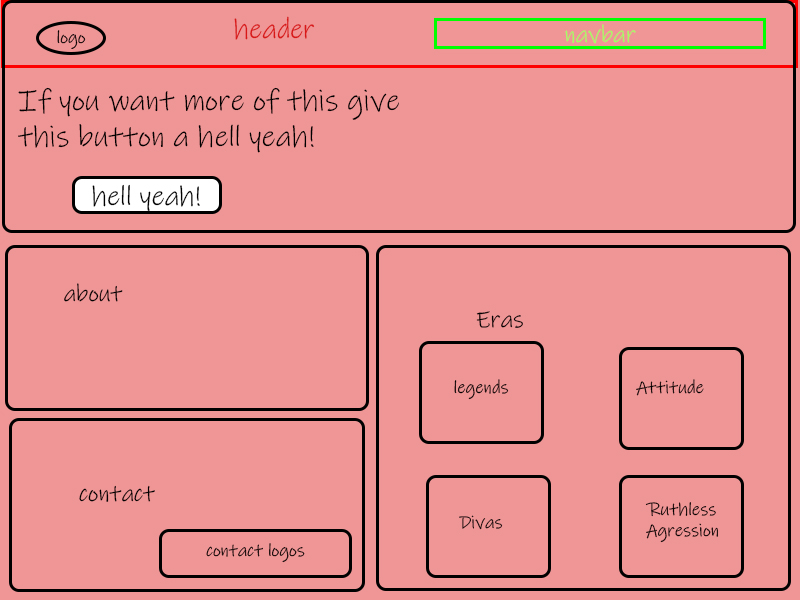 logo
header
navbar
If you want more of this give
this button a hell yeah!
hell yeah!
about
Eras
legends
Attitude
contact
contact logos
Divas
Ruthless
Agression